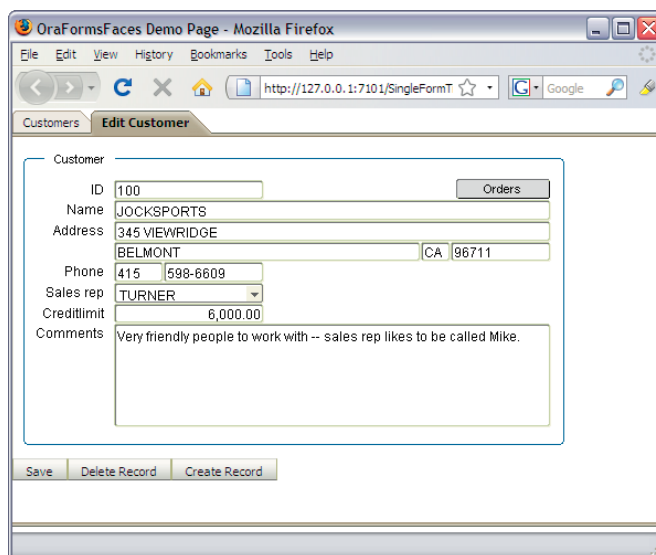 OraFormsFaces Demo Page - Mozilla Firefox
File Edit View History Bookmarks Tools Help
http://127.0.0.1:7101/SingleFormT G Google
Customers Edit Customer
Customer
ID 100 Orders
Name JOCKSPORTS
Address 345 VIEWRIDGE
BELMONT CA 96711
Phone 415 598-6609
Sales rep TURNER
Creditlimit 6,000.00
Comments Very friendly people to work with -- sales rep likes to be called Mike.
Save Delete Record Create Record